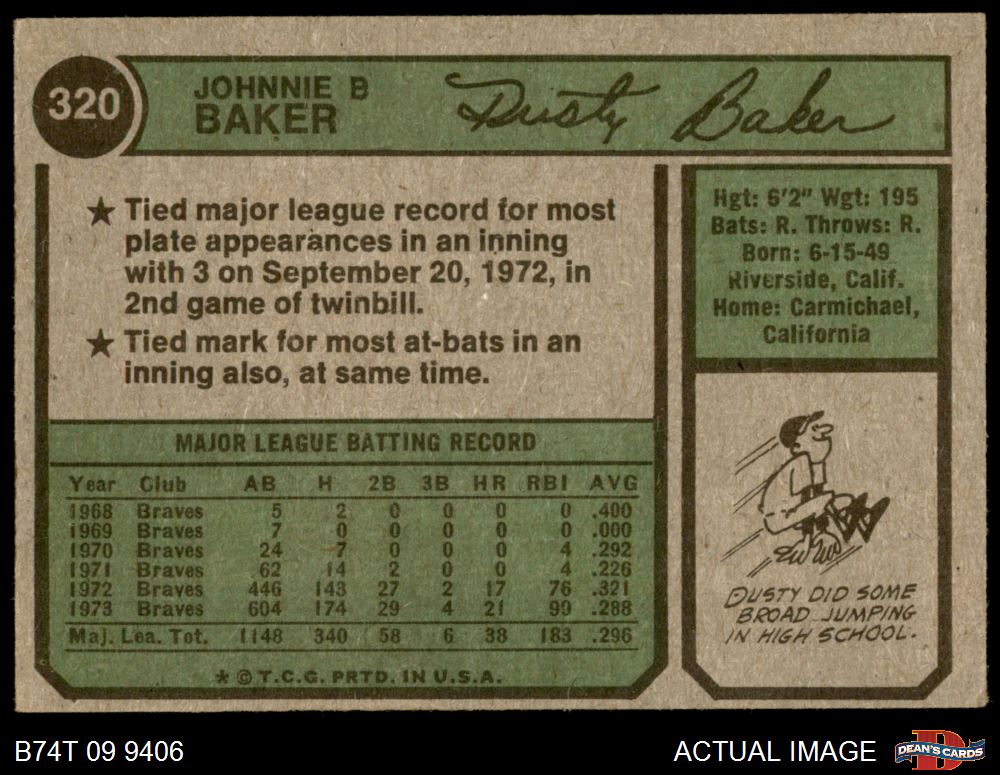 320
JOHNNIE B
BAKER
Dusty Baker
★ Tied major league record for most
plate appearances in an inning
with 3 on September 20, 1972, in
2nd game of twinbill.
★ Tied mark for most at-bats in an
inning also, at same time.
Hgt: 6'2" Wgt: 195
Bats: R. Throws: R.
Born: 6-15-49
Riverside, Calif.
Home: Carmichael,
California
MAJOR LEAGUE BATTING RECORD
Year Club AB H 2B 3B HR RBI AVG
1968 Braves 5 2 0 0 0 0 .400
1969 Braves 7 0 0 0 0 0 .000
1970 Braves 24 7 0 0 0 4 .292
1971 Braves 62 14 2 0 0 4 .226
1972 Braves 446 143 27 2 17 76 .321
1973 Braves 604 174 29 4 21 99 .288
Maj. Lea. Tot. 1148 340 58 6 38 183 .296
* © T.C.G. PRTD. IN U.S.A.
DUSTY DID SOME
BROAD JUMPING
IN HIGH SCHOOL.
B74T 09 9406
ACTUAL IMAGE
D
DEAN'S CARDS